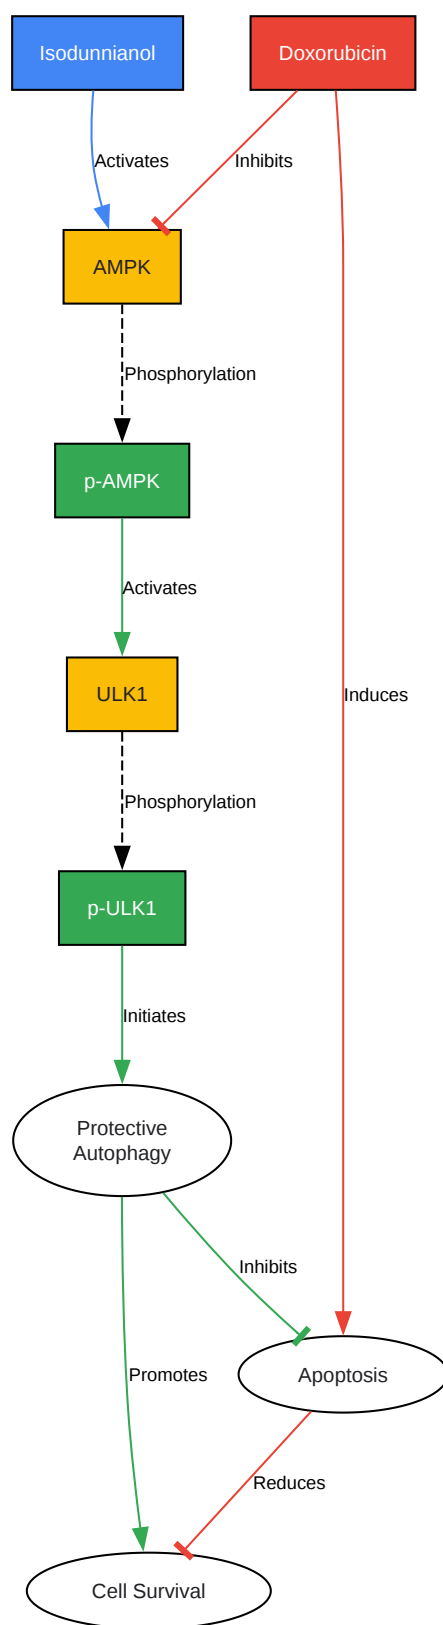 Isodunnianol
Doxorubicin
Activates
Inhibits
AMPK
Phosphorylation
p-AMPK
Activates
ULK1
Induces
Phosphorylation
p-ULK1
Initiates
Protective
Autophagy
Inhibits
Promotes
Apoptosis
Reduces
Cell Survival